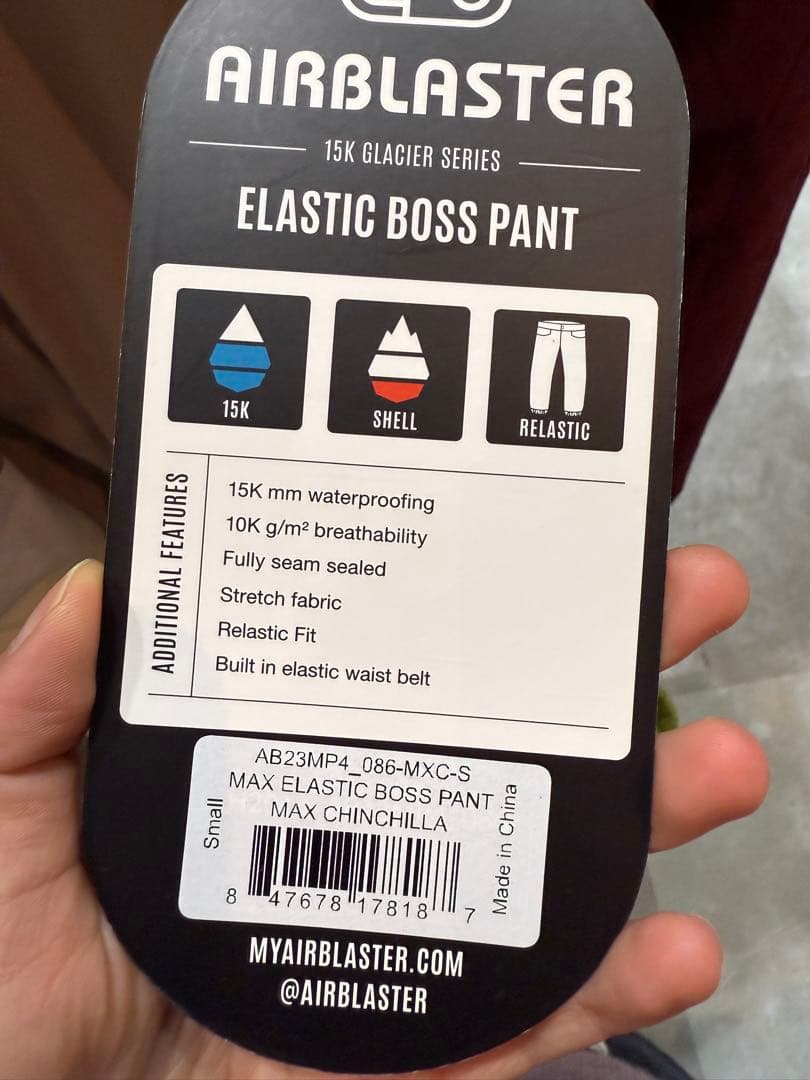 AIRBLASTER
15K GLACIER SERIES
ELASTIC BOSS PANT
15K
SHELL
RELASTIC
ADDITIONAL FEATURES
15K mm waterproofing
10K g/m² breathability
Fully seam sealed
Stretch fabric
Relastic Fit
Built in elastic waist belt
AB23MP4_086-MXC-S
MAX ELASTIC BOSS PANT
MAX CHINCHILLA
Small
Made in China
8 47678 17818 7
MYAIRBLASTER.COM
@AIRBLASTER